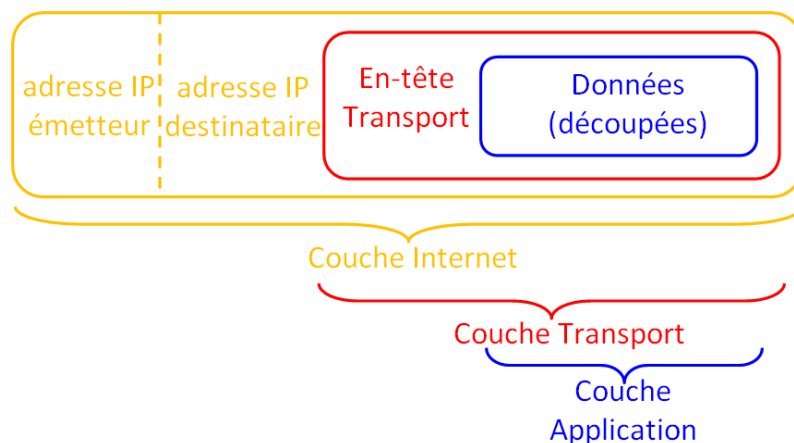 adresse IP
émetteur
adresse IP
destinataire
En-tête
Transport
Données
(découpées)
Couche Internet
Couche Transport
Couche
Application